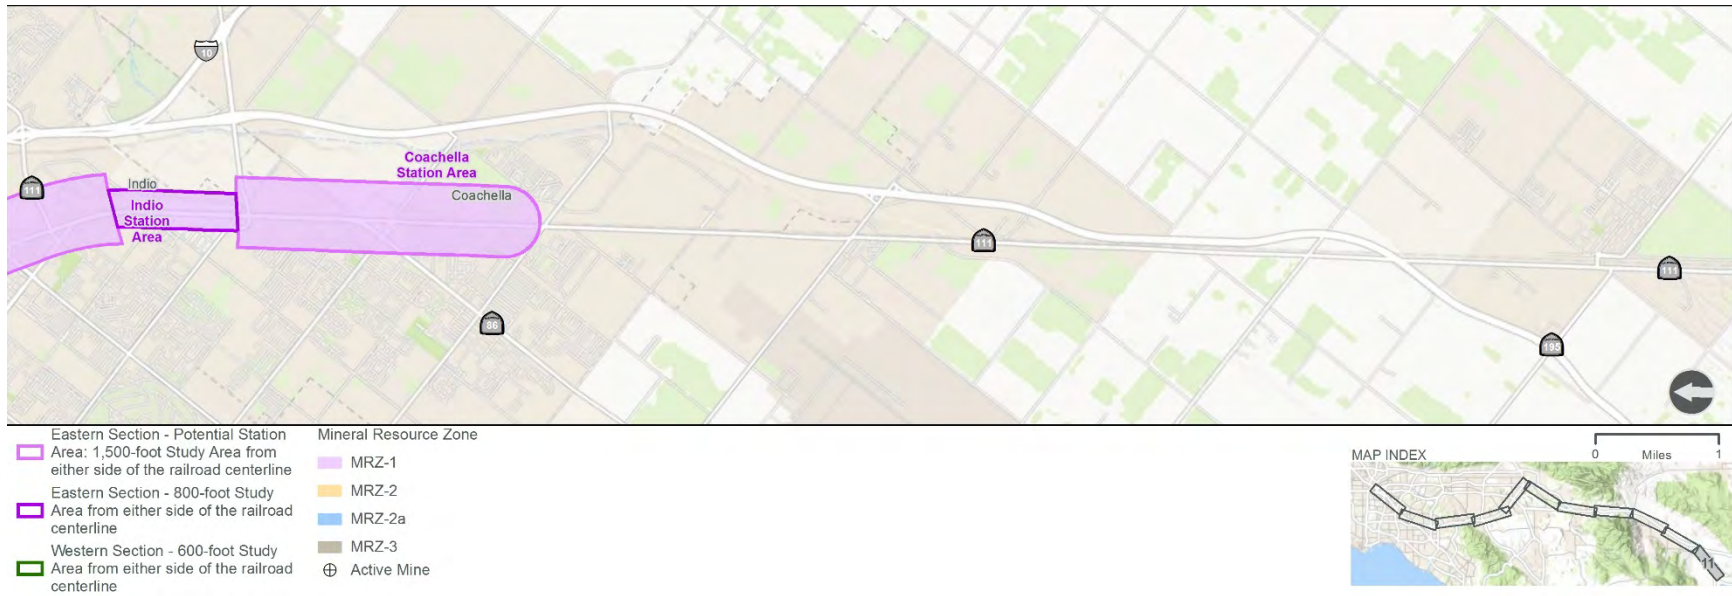 10
Coachella
Station Area
111
Indio
Coachella
Indio
Station
Area
111
111
86
195
Eastern Section - Potential Station
Area: 1,500-foot Study Area from
either side of the railroad centerline
Eastern Section - 800-foot Study
Area from either side of the railroad
centerline
Western Section - 600-foot Study
Area from either side of the railroad
centerline
Mineral Resource Zone
MRZ-1
MRZ-2
MRZ-2a
MRZ-3
Active Mine
0 Miles 1
MAP INDEX
11